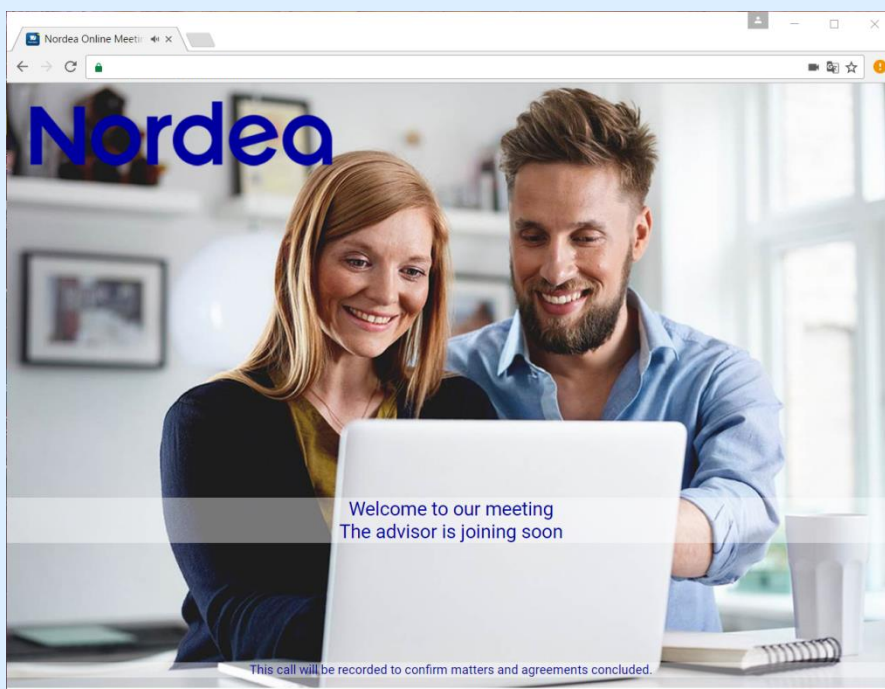 Nordea Online Meetin
Nordea
Welcome to our meeting
The advisor is joining soon
This call will be recorded to confirm matters and agreements concluded.